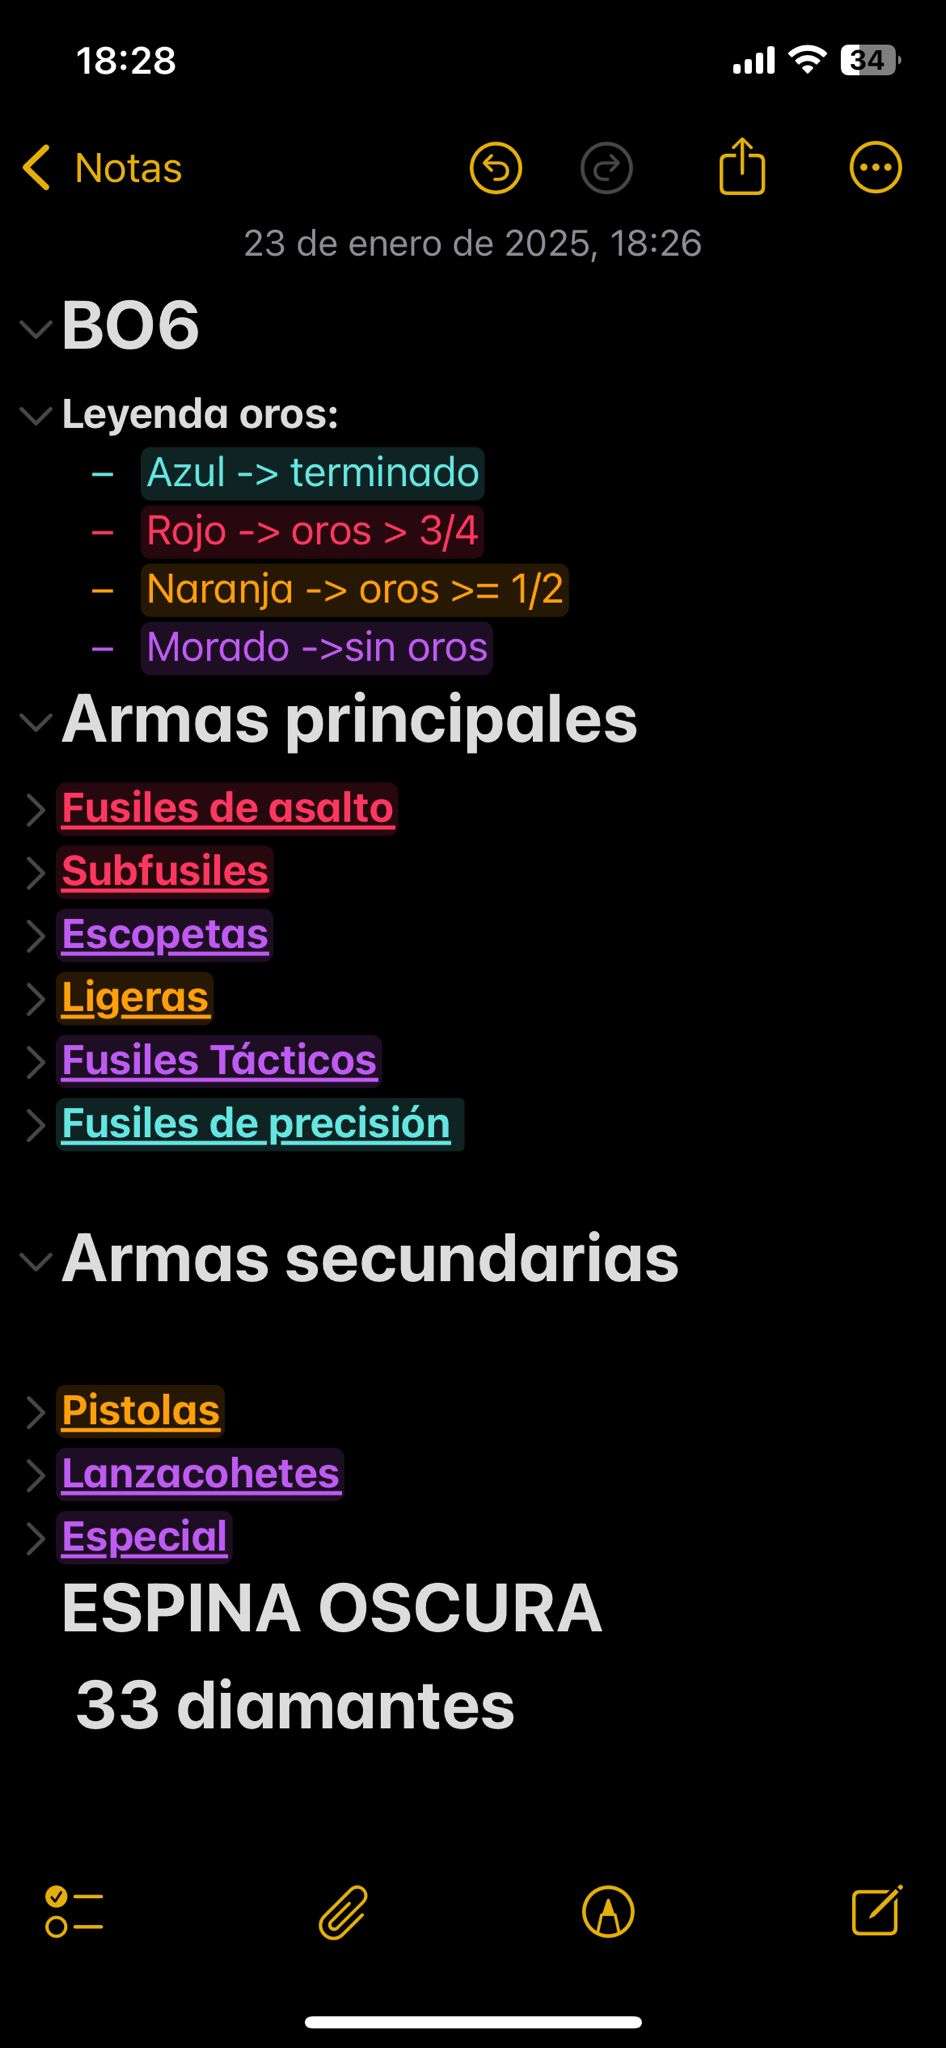 18:28
34
Notas
23 de enero de 2025, 18:26
BO6
Leyenda oros:
– Azul -> terminado
– Rojo -> oros > 3/4
– Naranja -> oros >= 1/2
– Morado ->sin oros
Armas principales
Fusiles de asalto
Subfusiles
Escopetas
Ligeras
Fusiles Tácticos
Fusiles de precisión
Armas secundarias
Pistolas
Lanzacohetes
Especial
ESPINA OSCURA
33 diamantes